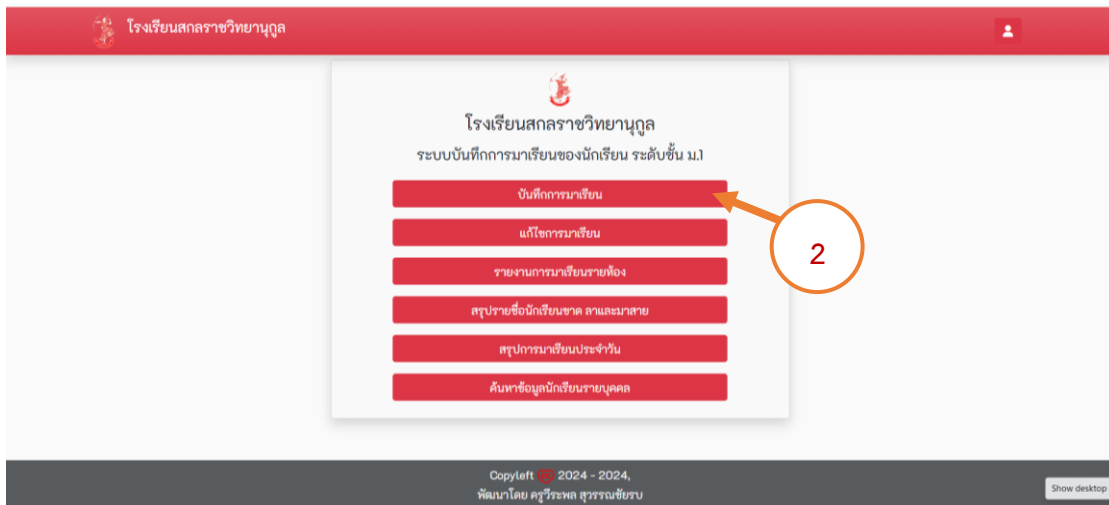 โรงเรียนสกลราชวิทยานุกูล
โรงเรียนสกลราชวิทยานุกูล
ระบบบันทึกการมาเรียนของนักเรียน ระดับชั้น ม.1
บันทึกการมาเรียน
แก้ไขการมาเรียน
2
รายงานการมาเรียนรายห้อง
สรุปรายชื่อนักเรียนขาด ลาและมาสาย
สรุปการมาเรียนประจำวัน
ค้นหาข้อมูลนักเรียนรายบุคคล
Copyleft 2024 - 2024,
พัฒนาโดย ครูวีระพล สุวรรณชัยรบ
Show desktop